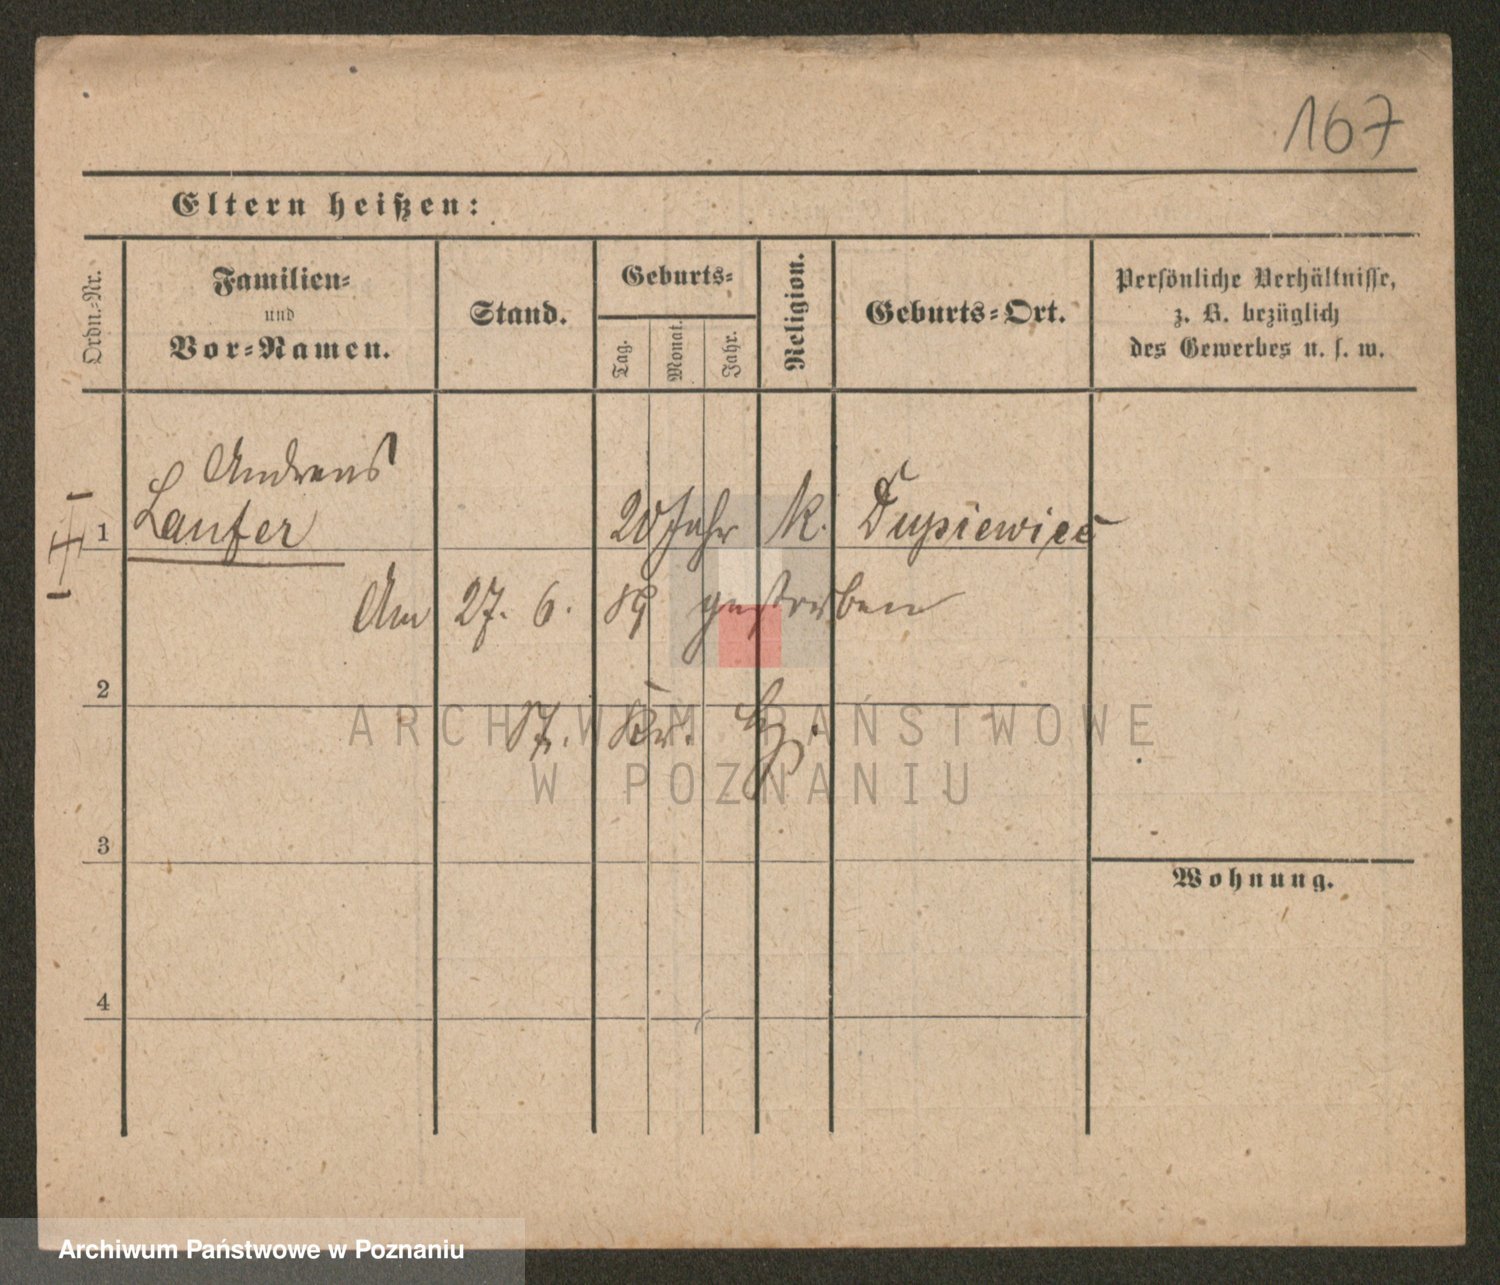 167
Eltern heißen:
Ordn.-Nr.
Familien-
und
Vor-Namen.
Stand.
Geburts-
Tag.
Monat.
Jahr.
Religion.
Geburts-Ort.
Persönliche Verhältnisse,
z. B. bezüglich
des Gewerbes u. s. w.
Andreas
1 Laufer 20 Jahr K. Dupiewiec
Am 27. 6. 89 gestorben
2
3
Wohnung.
4
ARCHIWUM PAŃSTWOWE
W POZNANIU
Archiwum Państwowe w Poznaniu